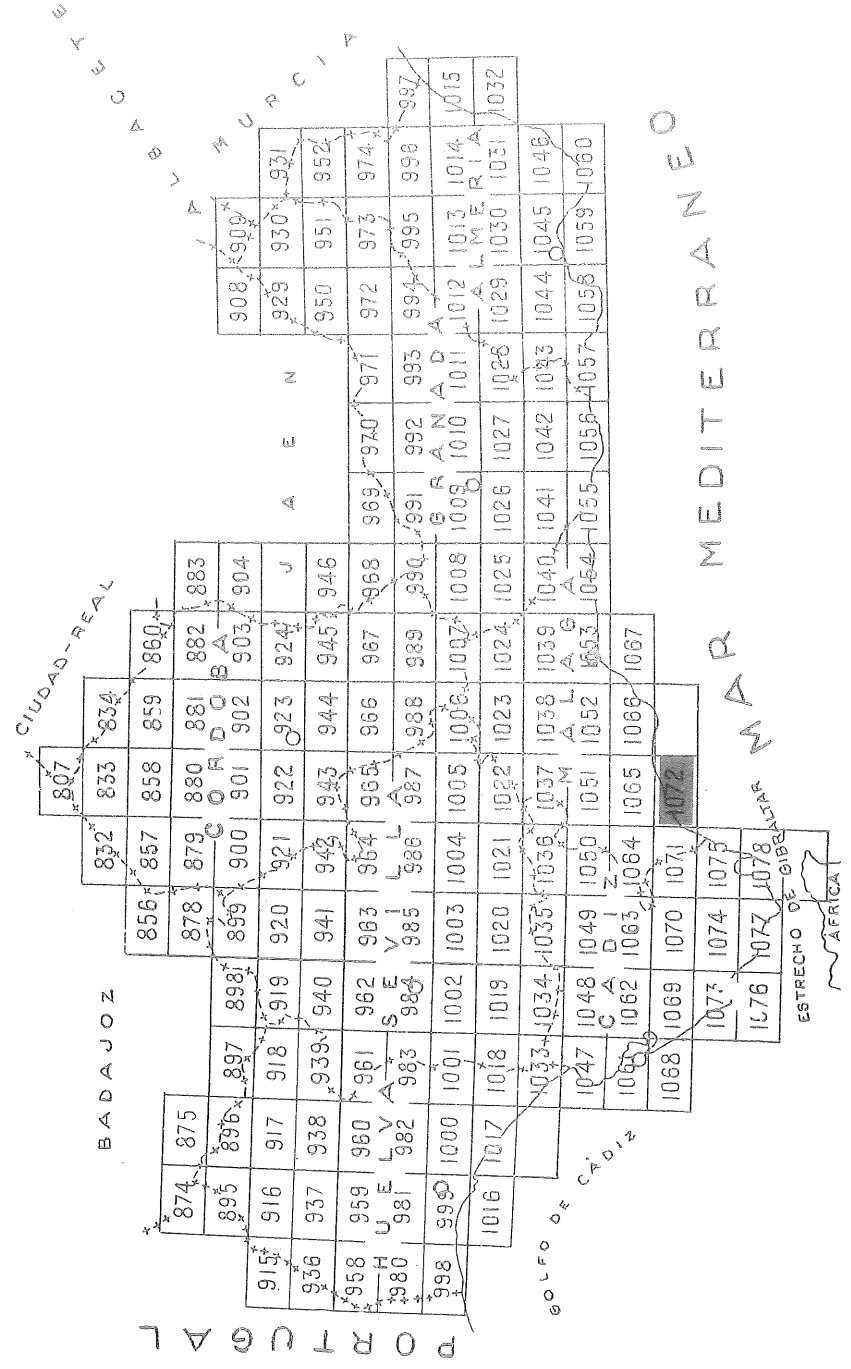 ALBACETE
MURCIA
CIUDAD-REAL
BADAJOZ
PORTUGAL
807
832 833 834
856 857 858 859 860
874 875 878 879 880 881 882 883
CORDOBA
895 896 897 898 899 900 901 902 903 904 908 909
JAEN
915 916 917 918 919 920 921 922 923 924 929 930 931
936 937 938 939 940 941 942 943 944 945 946 950 951 952
958 959 960 961 962 963 964 965 966 967 968 969 970 971 972 973 974
HUELVA SEVILLA
980 981 982 983 984 985 986 987 988 989 990 991 992 993 994 995 996 997
GRANADA
998 999 1000 1001 1002 1003 1004 1005 1006 1007 1008 1009 1010 1011 1012 1013 1014 1015
ALMERIA
1016 1017 1018 1019 1020 1021 1022 1023 1024 1025 1026 1027 1028 1029 1030 1031 1032
1033 1034 1035 1036 1037 1038 1039 1040 1041 1042 1043 1044 1045 1046
MALAGA
1047 1048 1049 1050 1051 1052 1053 1054 1055 1056 1057 1058 1059 1060
CADIZ
1061 1062 1063 1064 1065 1066 1067
1068 1069 1070 1071 1072
1073 1074 1075
1076 1077 1078
GOLFO DE CÁDIZ
ESTRECHO DE GIBRALTAR
AFRICA
MAR MEDITERRANEO